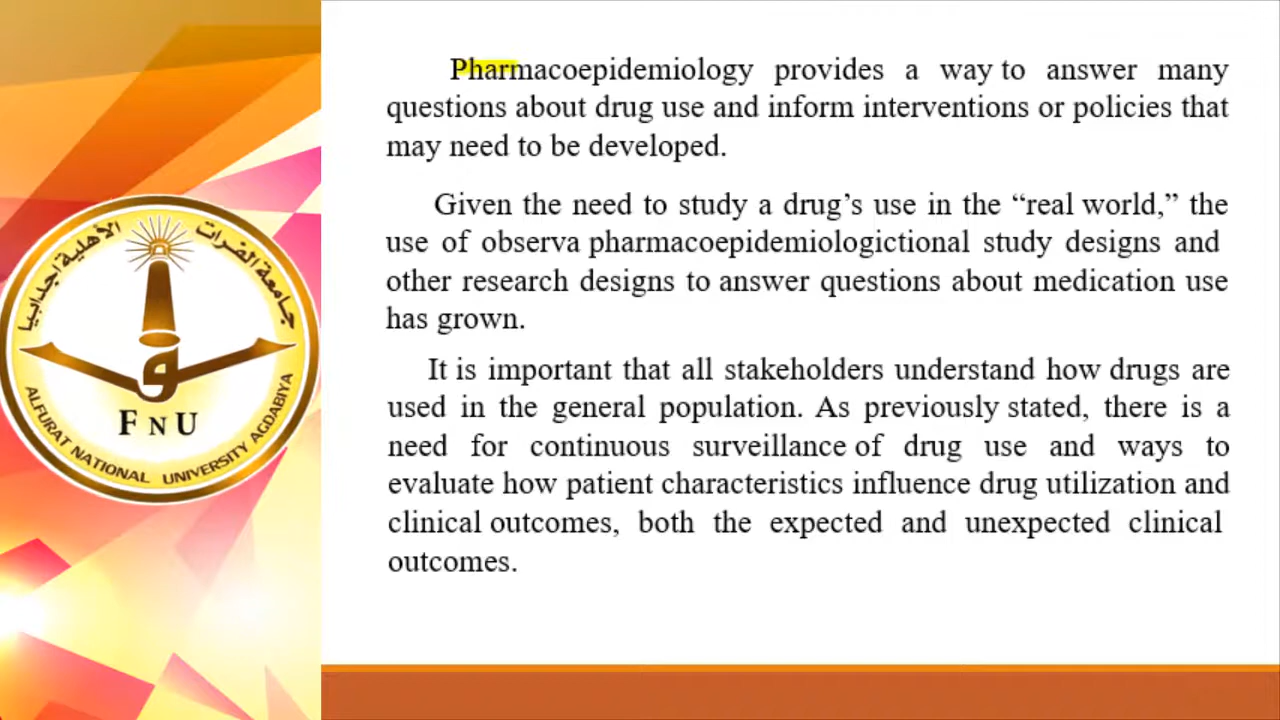 جامعة الفرات الأهلية اجدابيا
FNU
ALFURAT NATIONAL UNIVERSITY AGDABIYA
Pharmacoepidemiology provides a way to answer many
questions about drug use and inform interventions or policies that
may need to be developed.
Given the need to study a drug’s use in the “real world,” the
use of observa pharmacoepidemiologictional study designs and
other research designs to answer questions about medication use
has grown.
It is important that all stakeholders understand how drugs are
used in the general population. As previously stated, there is a
need for continuous surveillance of drug use and ways to
evaluate how patient characteristics influence drug utilization and
clinical outcomes, both the expected and unexpected clinical
outcomes.